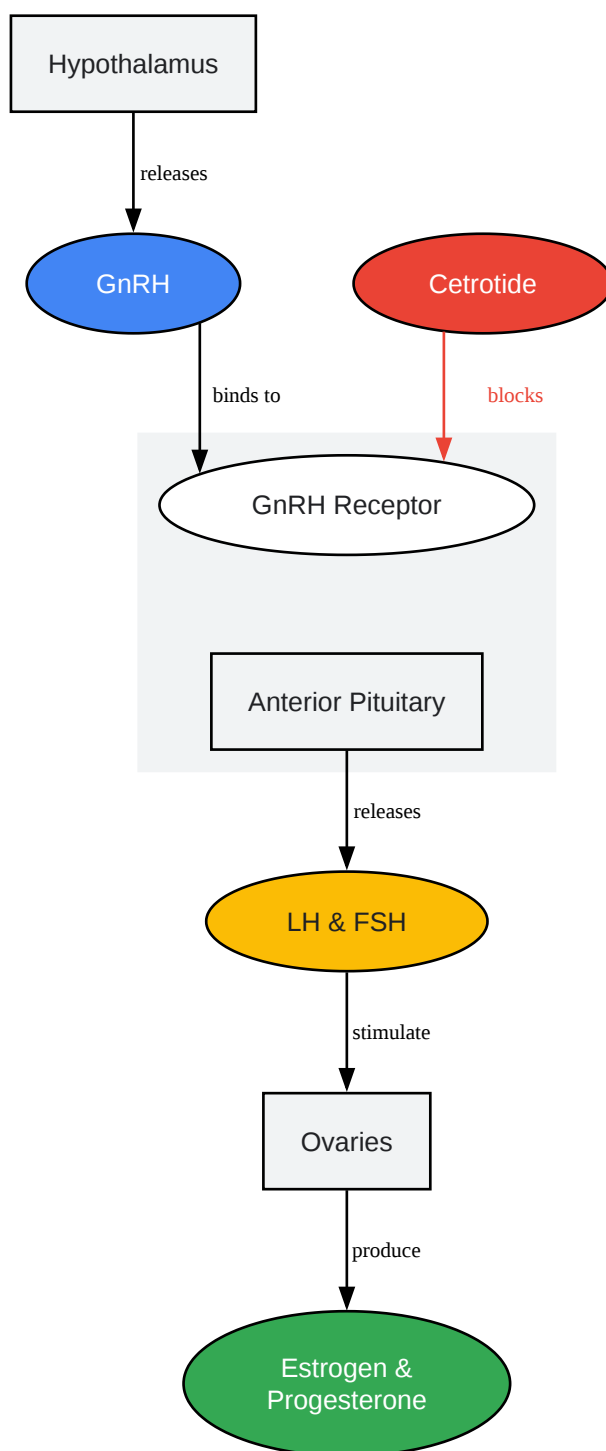 Hypothalamus
releases
GnRH
Cetrotide
binds to
blocks
GnRH Receptor
Anterior Pituitary
releases
LH & FSH
stimulate
Ovaries
produce
Estrogen &
Progesterone